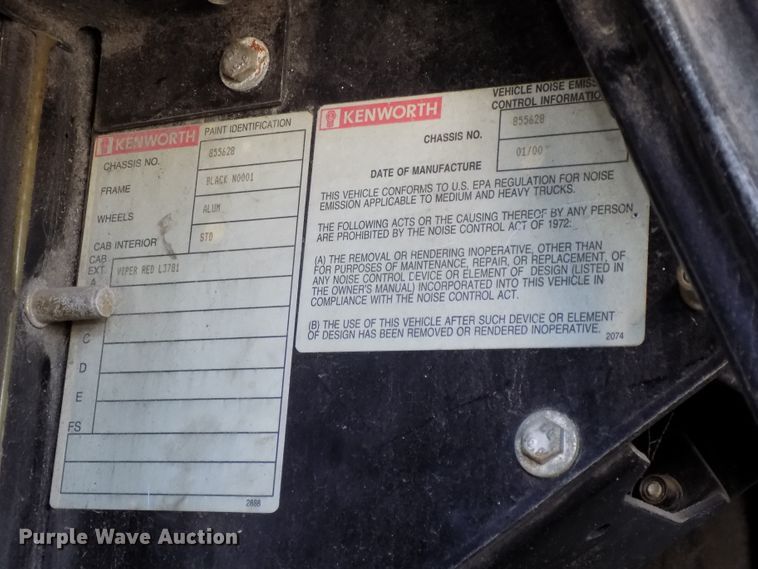 KENWORTH
PAINT IDENTIFICATION
CHASSIS NO.
855628
FRAME
BLACK N0001
WHEELS
ALUM
CAB INTERIOR
STD
CAB
EXT.
A
VIPER RED L3781
C
D
E
FS
2688
KENWORTH
VEHICLE NOISE EMISS
CONTROL INFORMATIO
CHASSIS NO.
855628
DATE OF MANUFACTURE
01/00
THIS VEHICLE CONFORMS TO U.S. EPA REGULATION FOR NOISE
EMISSION APPLICABLE TO MEDIUM AND HEAVY TRUCKS.
THE FOLLOWING ACTS OR THE CAUSING THEREOF BY ANY PERSON
ARE PROHIBITED BY THE NOISE CONTROL ACT OF 1972:
(A) THE REMOVAL OR RENDERING INOPERATIVE, OTHER THAN
FOR PURPOSES OF MAINTENANCE, REPAIR, OR REPLACEMENT, OF
ANY NOISE CONTROL DEVICE OR ELEMENT OF DESIGN (LISTED IN
THE OWNER'S MANUAL) INCORPORATED INTO THIS VEHICLE IN
COMPLIANCE WITH THE NOISE CONTROL ACT.
(B) THE USE OF THIS VEHICLE AFTER SUCH DEVICE OR ELEMENT
OF DESIGN HAS BEEN REMOVED OR RENDERED INOPERATIVE.
2074
Purple Wave Auction